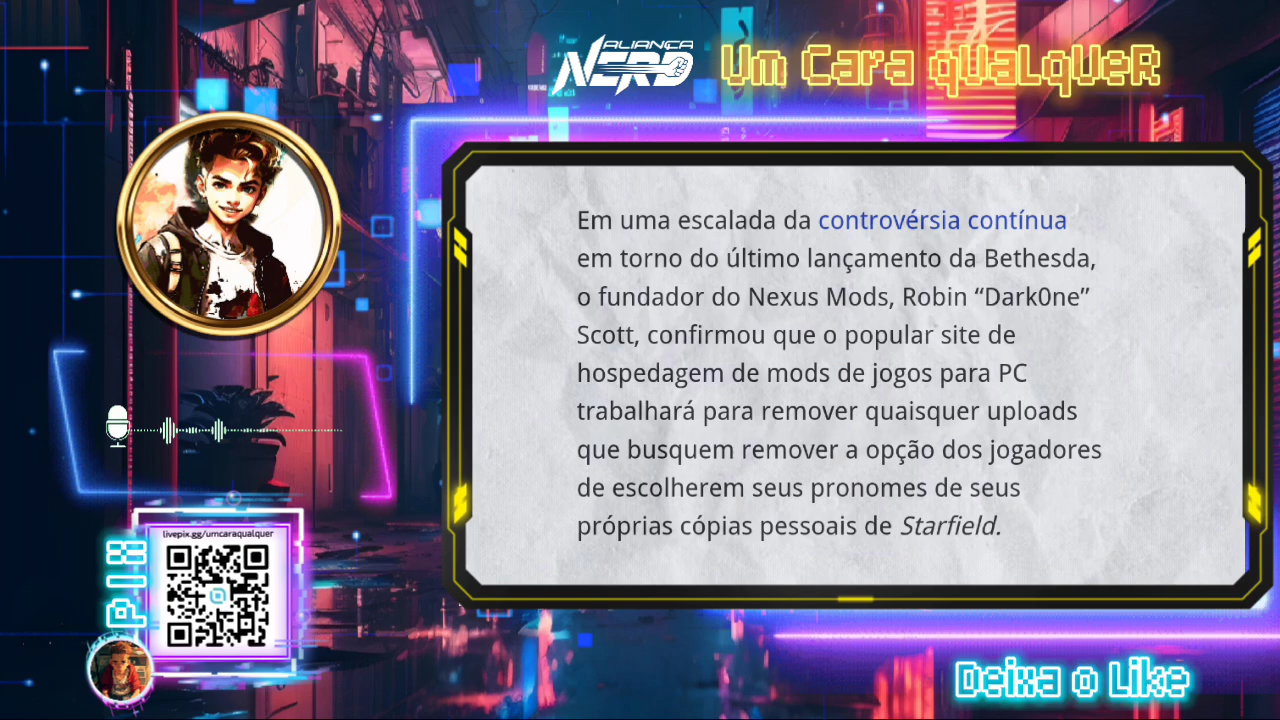 ALIANÇA
NERD
Um Cara qUaLqUeR
Em uma escalada da controvérsia contínua
em torno do último lançamento da Bethesda,
o fundador do Nexus Mods, Robin “Dark0ne”
Scott, confirmou que o popular site de
hospedagem de mods de jogos para PC
trabalhará para remover quaisquer uploads
que busquem remover a opção dos jogadores
de escolherem seus pronomes de seus
próprias cópias pessoais de Starfield.
livepix.gg/umcaraqualquer
PIX
Deixa o Like